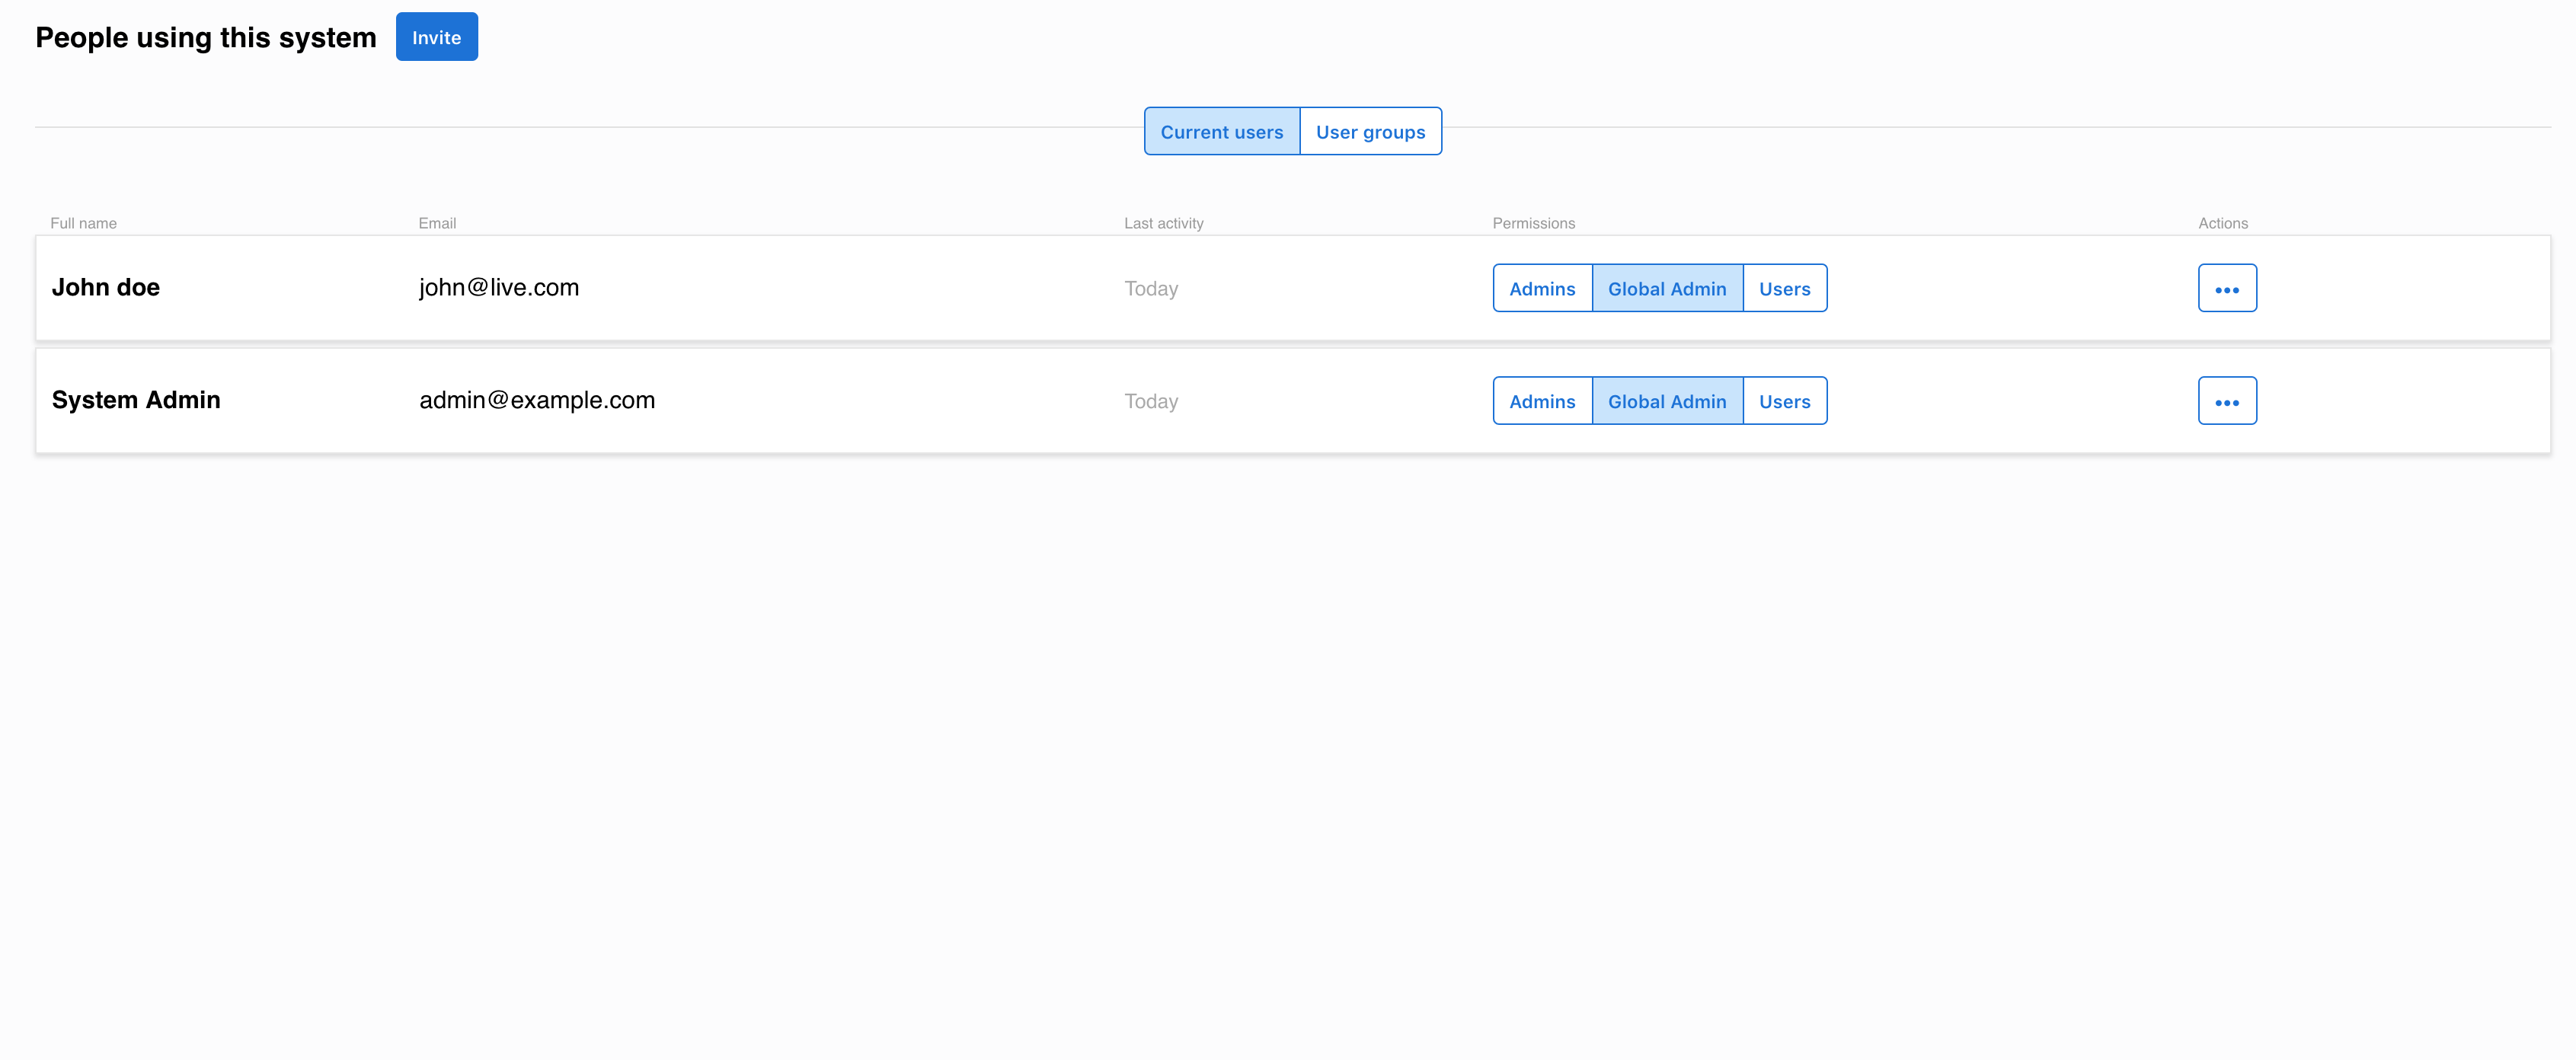 People using this system Invite
Current users User groups
Full name Email Last activity Permissions Actions
John doe john@live.com Today Admins Global Admin Users •••
System Admin admin@example.com Today Admins Global Admin Users •••